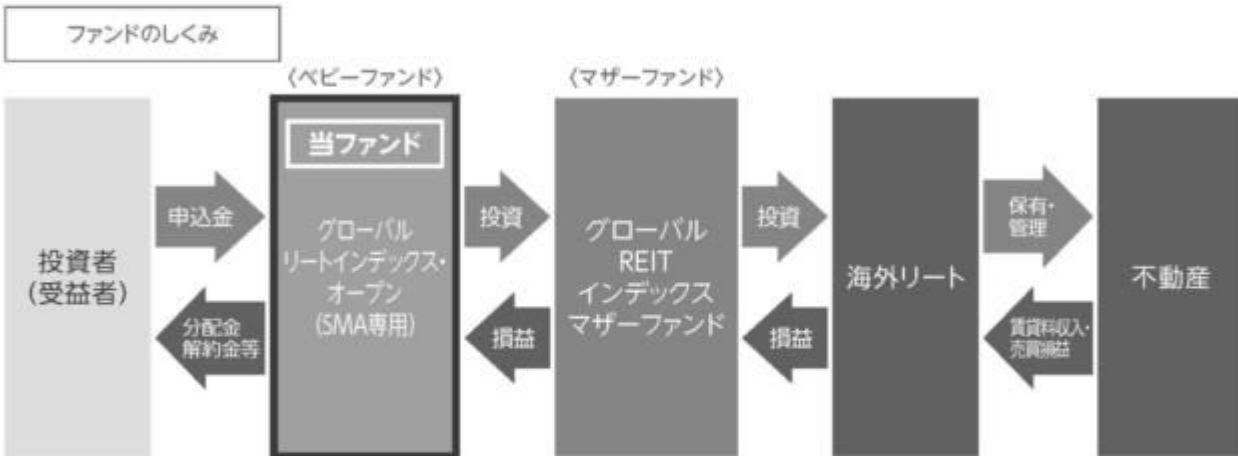 ファンドのしくみ
〈ベビーファンド〉
〈マザーファンド〉
投資者
(受益者)
申込金
分配金
解約金等
当ファンド
グローバル
リートインデックス・
オープン
(SMA専用)
投資
損益
グローバル
REIT
インデックス
マザーファンド
投資
損益
海外リート
保有・
管理
賃貸料収入・
売買損益
不動産